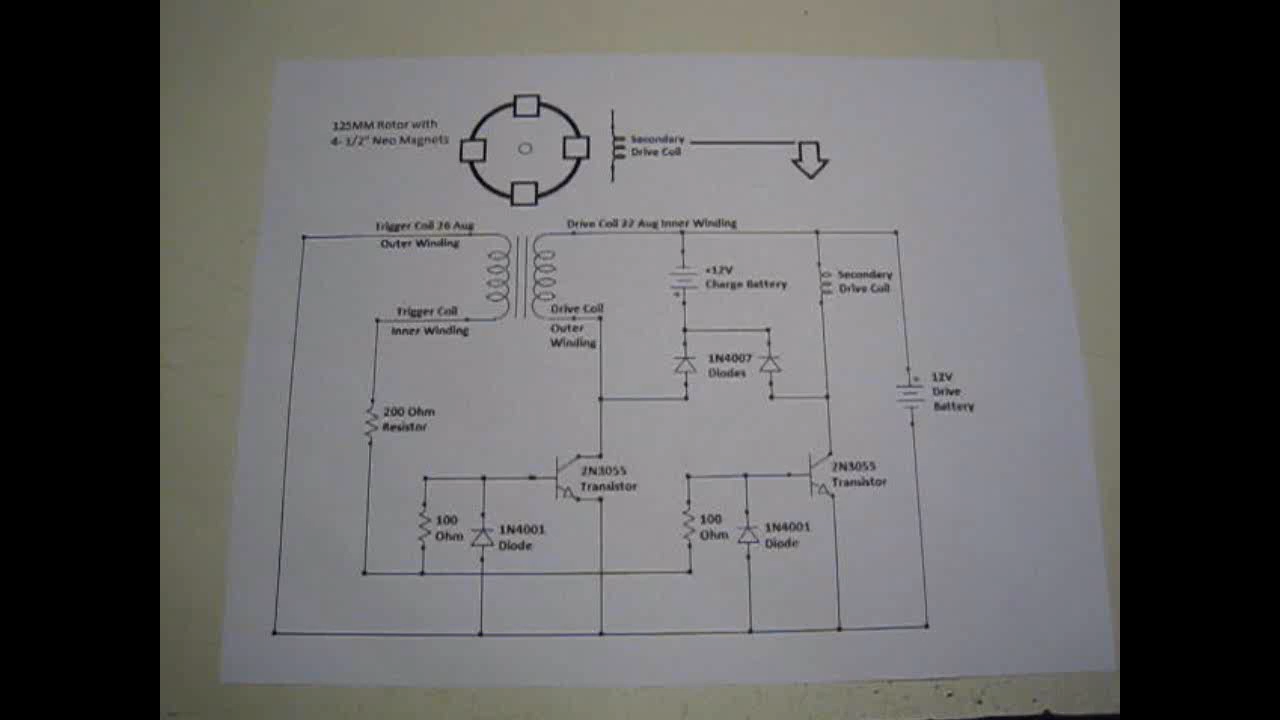 125MM Rotor with
4- 1/2" Neo Magnets
Secondary
Drive Coil
Trigger Coil 26 Aug
Outer Winding
Drive Coil 22 Aug Inner Winding
+12V
Charge Battery
Secondary
Drive Coil
Trigger Coil
Inner Winding
Drive Coil
Outer
Winding
1N4007
Diodes
+
12V
Drive
Battery
200 Ohm
Resistor
2N3055
Transistor
2N3055
Transistor
100
Ohm
1N4001
Diode
100
Ohm
1N4001
Diode